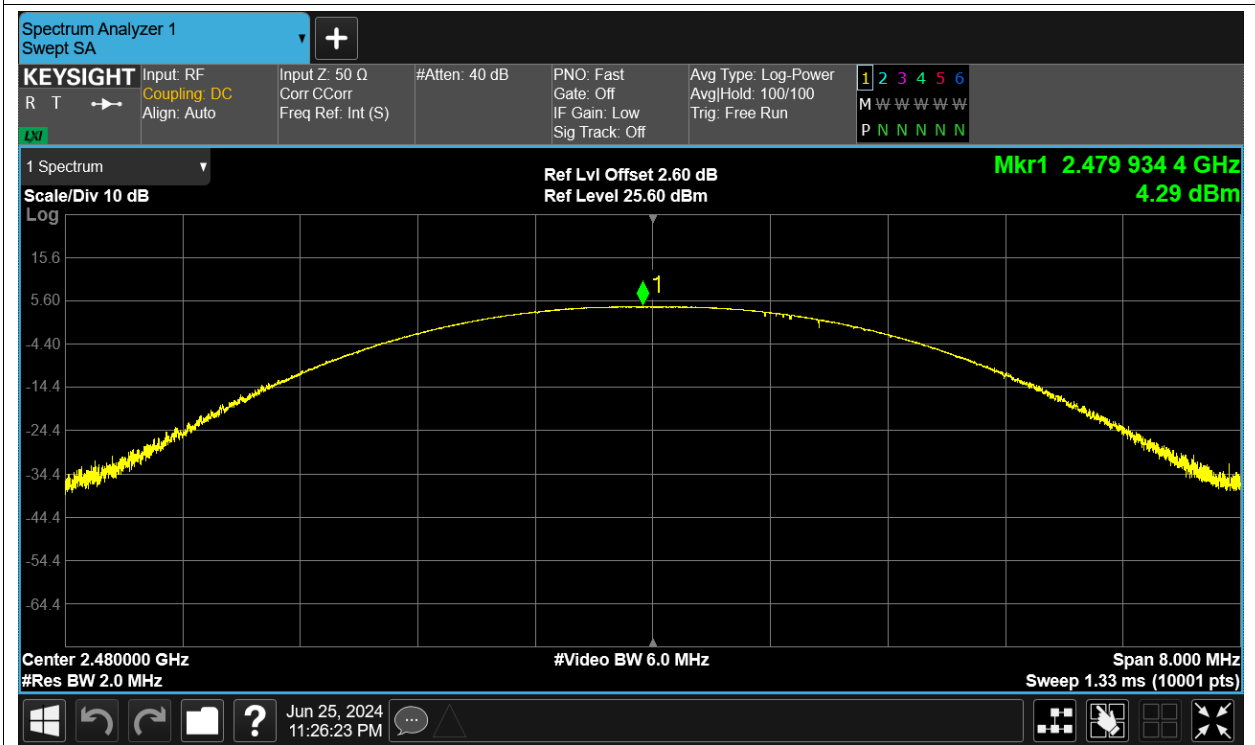 Spectrum Analyzer 1
Swept SA
KEYSIGHT
R T
LXI
Input: RF
Coupling: DC
Align: Auto
Input Z: 50 Ω
Corr CCorr
Freq Ref: Int (S)
#Atten: 40 dB
PNO: Fast
Gate: Off
IF Gain: Low
Sig Track: Off
Avg Type: Log-Power
Avg|Hold: 100/100
Trig: Free Run
1 2 3 4 5 6
M W W W W W
P N N N N N
1 Spectrum
Scale/Div 10 dB
Log
Ref Lvl Offset 2.60 dB
Ref Level 25.60 dBm
Mkr1 2.479 934 4 GHz
4.29 dBm
1
15.6
5.60
-4.40
-14.4
-24.4
-34.4
-44.4
-54.4
-64.4
Center 2.480000 GHz
#Res BW 2.0 MHz
#Video BW 6.0 MHz
Span 8.000 MHz
Sweep 1.33 ms (10001 pts)
?
Jun 25, 2024
11:26:23 PM